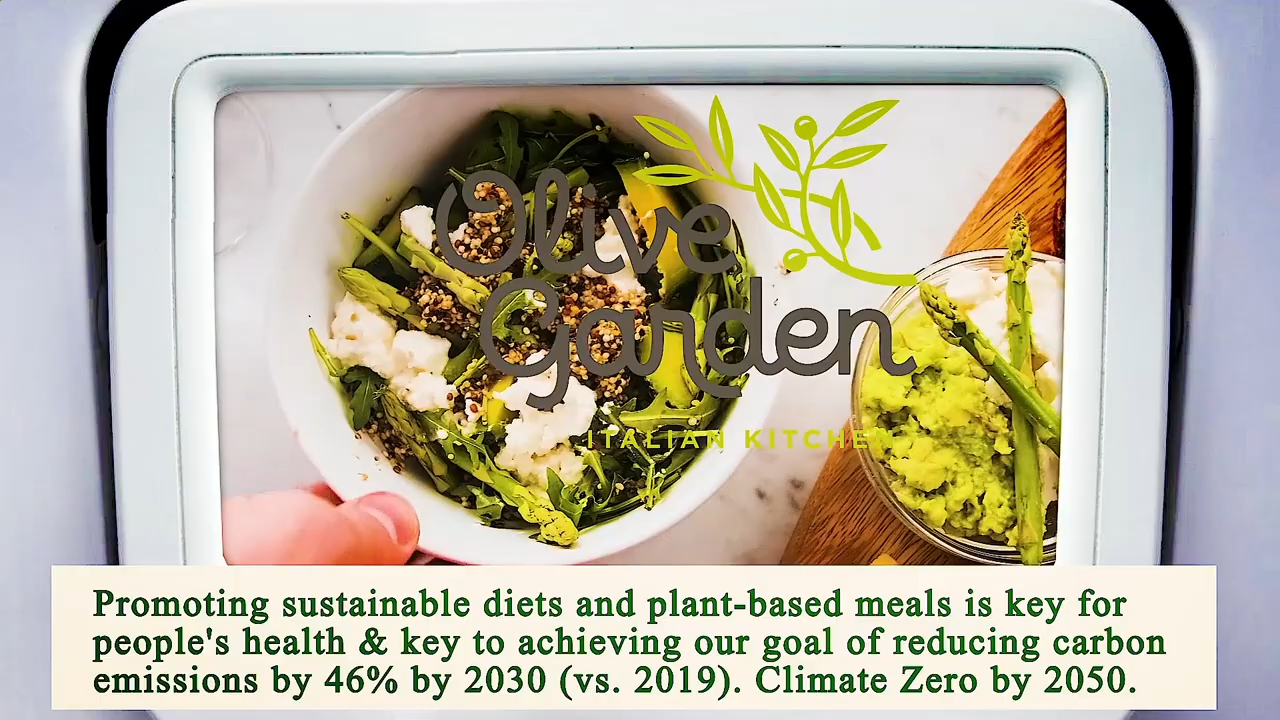 Olive
Garden
ITALIAN KITCHEN
Promoting sustainable diets and plant-based meals is key for
people's health & key to achieving our goal of reducing carbon
emissions by 46% by 2030 (vs. 2019). Climate Zero by 2050.